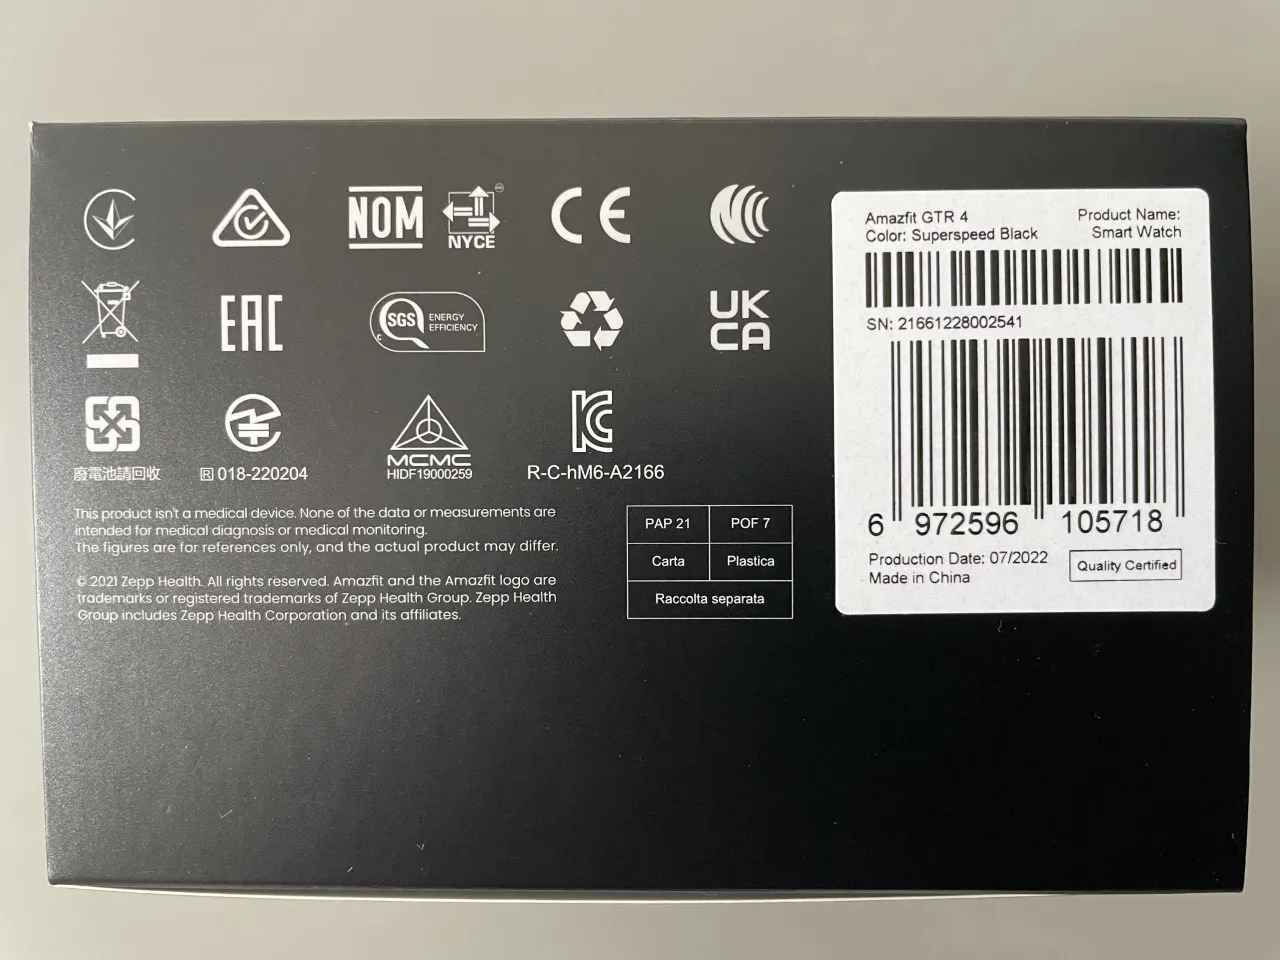 NOM
NYCE
CE
UK
CA
EAC
SGS
ENERGY
EFFICIENCY
廢電池請回收
R 018-220204
MCMC
HIDF19000259
R-C-hM6-A2166
This product isn't a medical device. None of the data or measurements are
intended for medical diagnosis or medical monitoring.
The figures are for references only, and the actual product may differ.
© 2021 Zepp Health. All rights reserved. Amazfit and the Amazfit logo are
trademarks or registered trademarks of Zepp Health Group. Zepp Health
Group includes Zepp Health Corporation and its affiliates.
PAP 21 POF 7
Carta Plastica
Raccolta separata
Amazfit GTR 4
Color: Superspeed Black
Product Name:
Smart Watch
SN: 21661228002541
6 972596 105718
Production Date: 07/2022
Made in China
Quality Certified